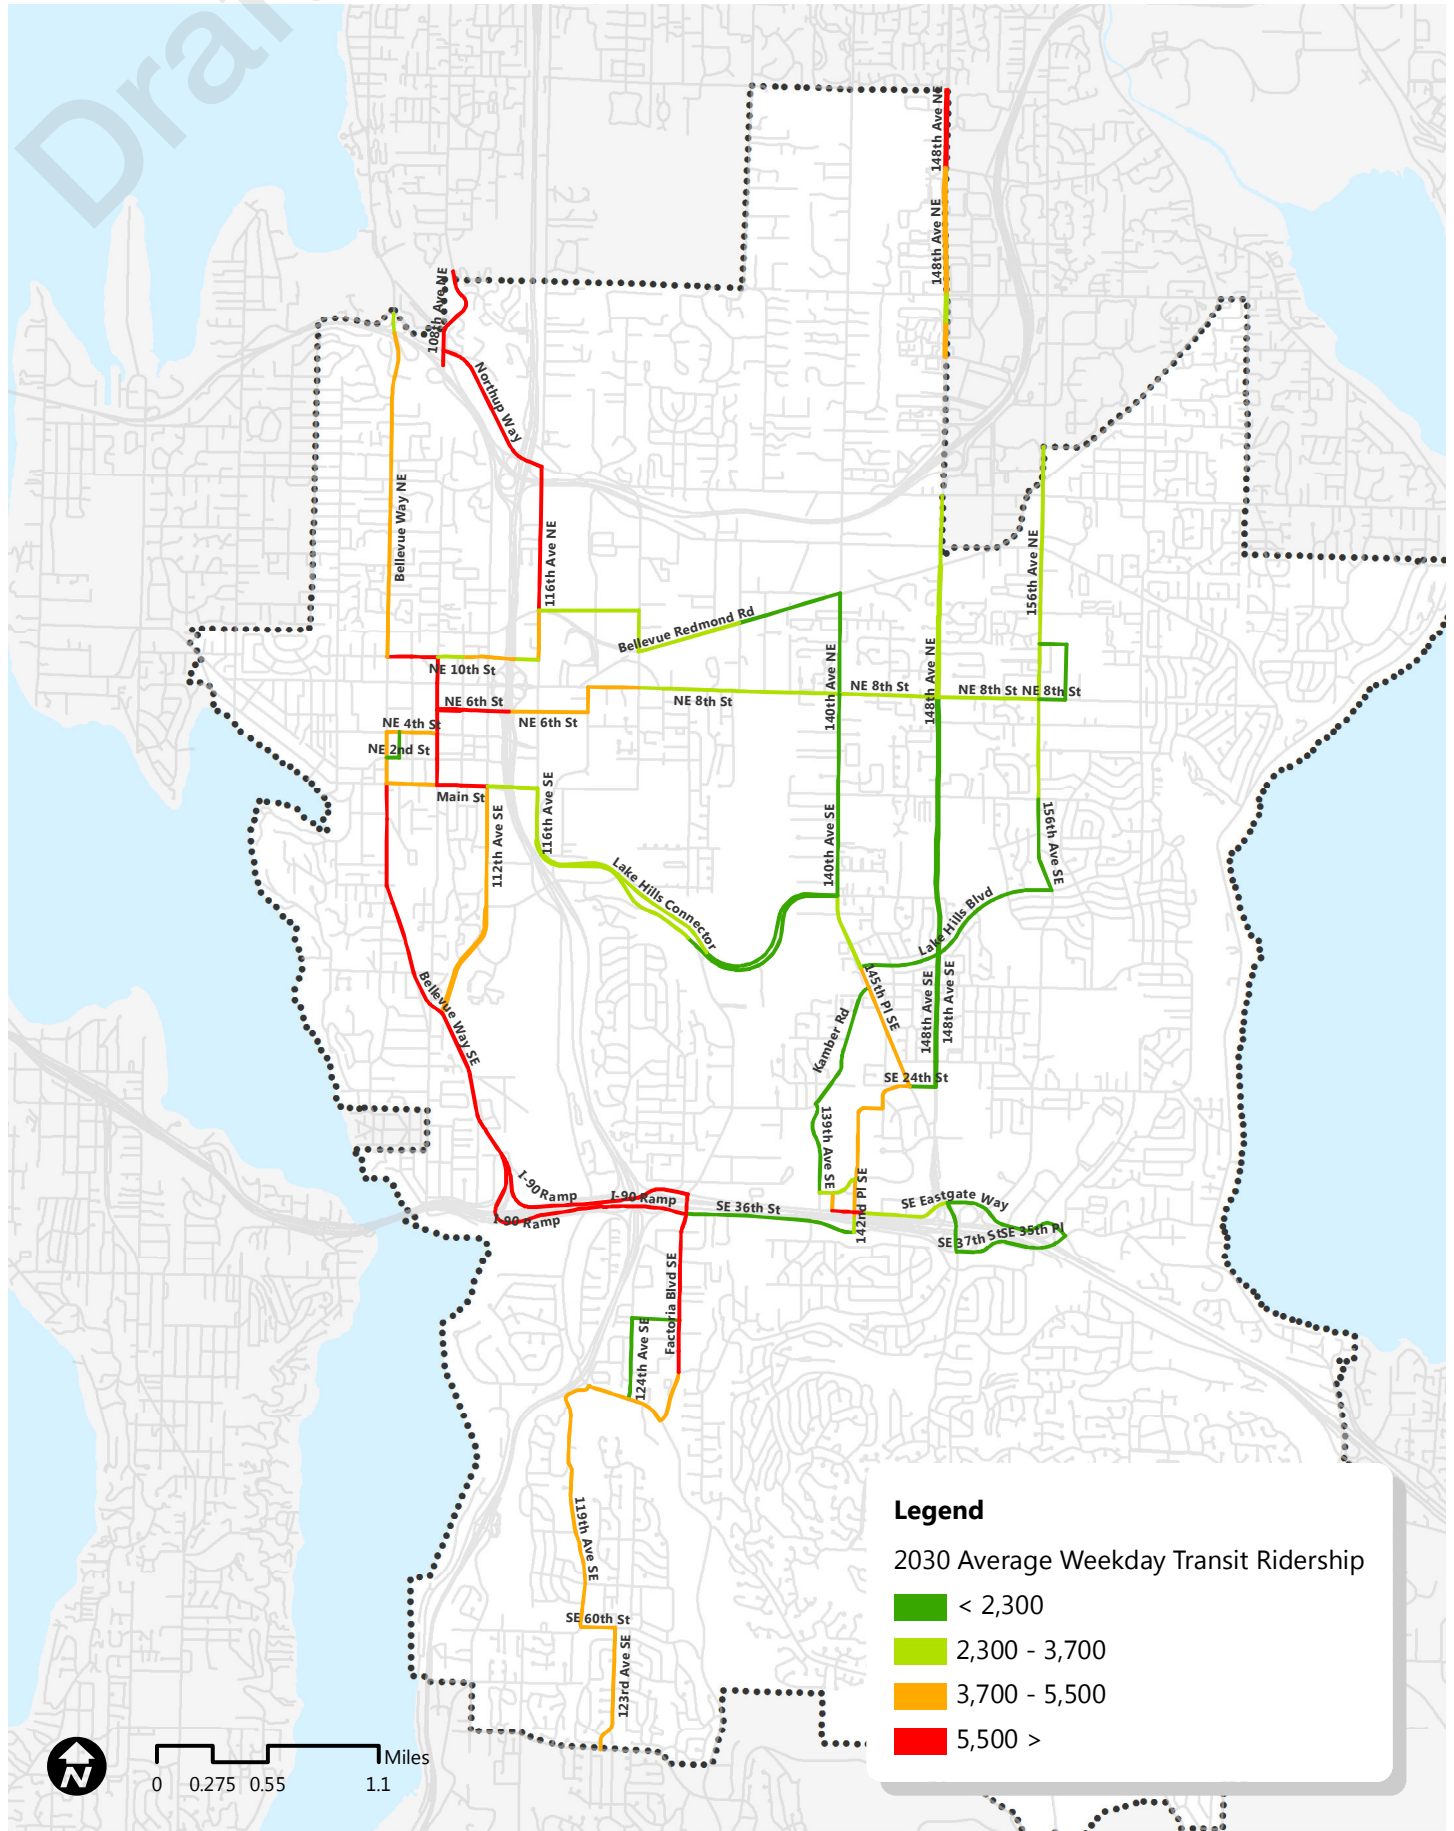 Dra
148th Ave NE
148th Ave NE
108th Ave NE
Northup Way
Bellevue Way NE
116th Ave NE
156th Ave NE
Bellevue Redmond Rd
NE 10th St
140th Ave NE
148th Ave NE
NE 8th St
NE 8th St
NE 8th St
NE 8th St
NE 6th St
NE 6th St
NE 4th St
NE 2nd St
Main St
116th Ave SE
112th Ave SE
140th Ave SE
156th Ave SE
Lake Hills Connector
Lake Hills Blvd
145th Pl SE
148th Ave SE
148th Ave SE
Bellevue Way SE
Kamber Rd
SE 24th St
139th Ave SE
I-90 Ramp
I-90 Ramp
I-90 Ramp
SE 36th St
142nd Pl SE
SE Eastgate Way
SE 37th St
SE 35th Pl
Factoria Blvd SE
124th Ave SE
119th Ave SE
SE 60th St
123rd Ave SE
Legend
2030 Average Weekday Transit Ridership
< 2,300
2,300 - 3,700
3,700 - 5,500
5,500 >
N
Miles
0 0.275 0.55 1.1